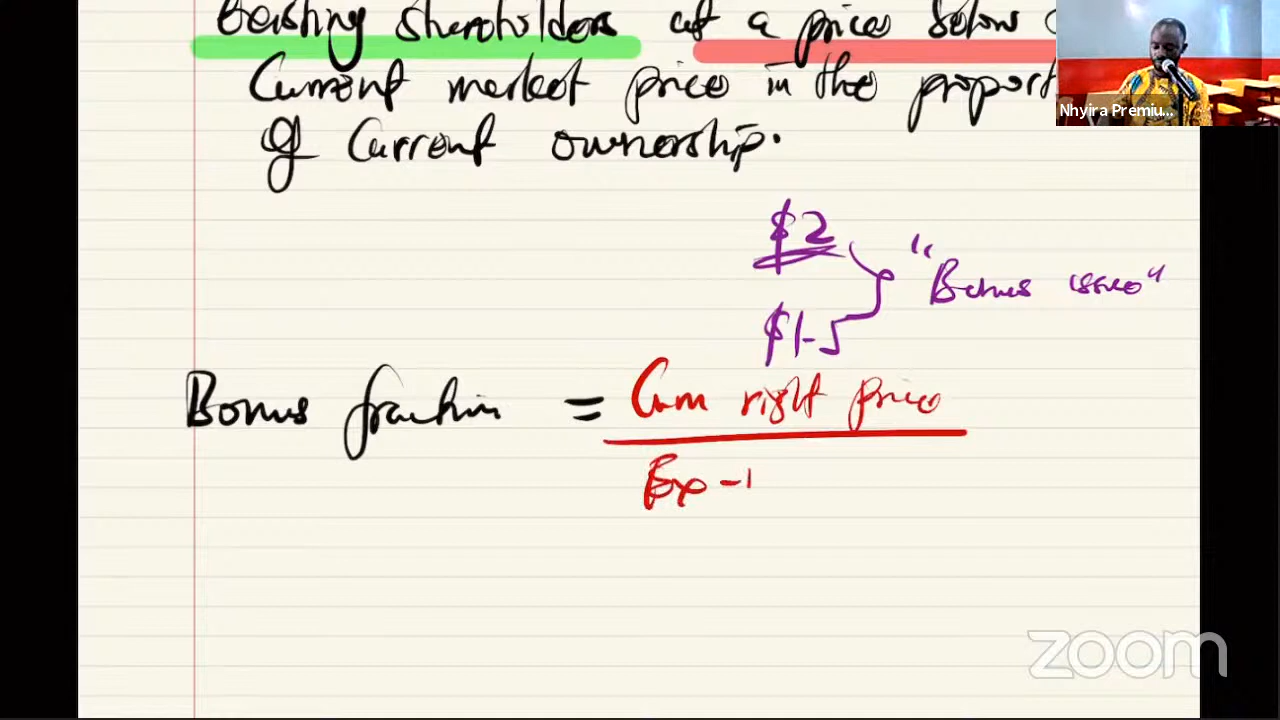 Existing shareholders at a price below
Current market price in the proport
of Current ownership.
$2
$1.5
"Bonus issue"
Bonus fraction = Cum right price
Ex-
Nhyira Premiu...
zoom